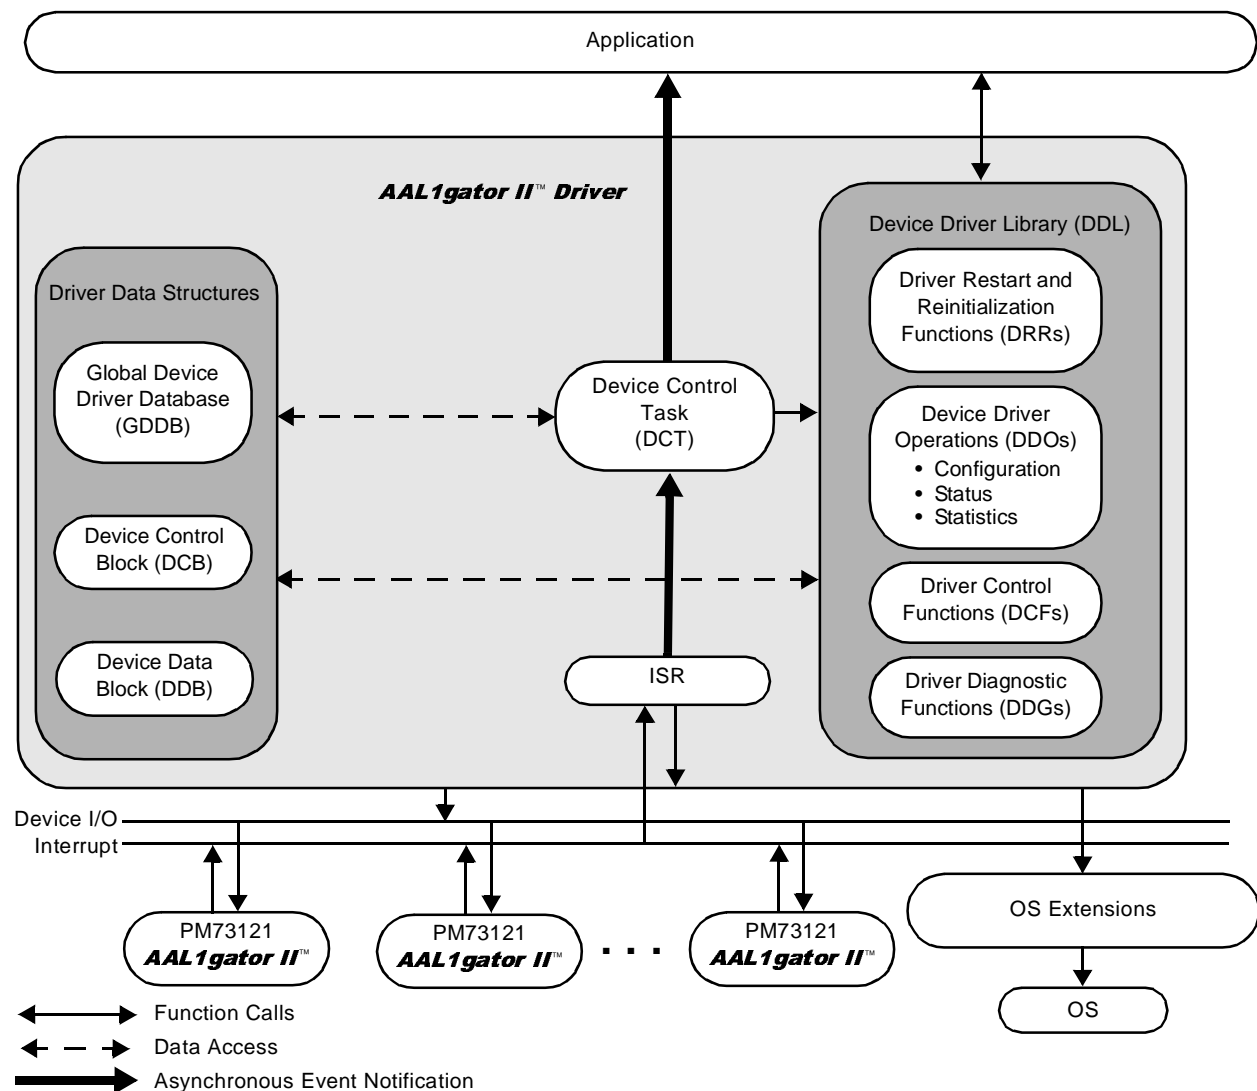 Application
AAL1gator II™ Driver
Device Driver Library (DDL)
Driver Restart and
Reinitialization
Functions (DRRs)
Driver Data Structures
Global Device
Driver Database
(GDDB)
Device Control
Task
(DCT)
Device Driver
Operations (DDOs)
• Configuration
• Status
• Statistics
Device Control
Block (DCB)
Driver Control
Functions (DCFs)
Device Data
Block (DDB)
ISR
Driver Diagnostic
Functions (DDGs)
Device I/O
Interrupt
PM73121
AAL1gator II™
PM73121
AAL1gator II™
. . .
PM73121
AAL1gator II™
OS Extensions
OS
Function Calls
Data Access
Asynchronous Event Notification